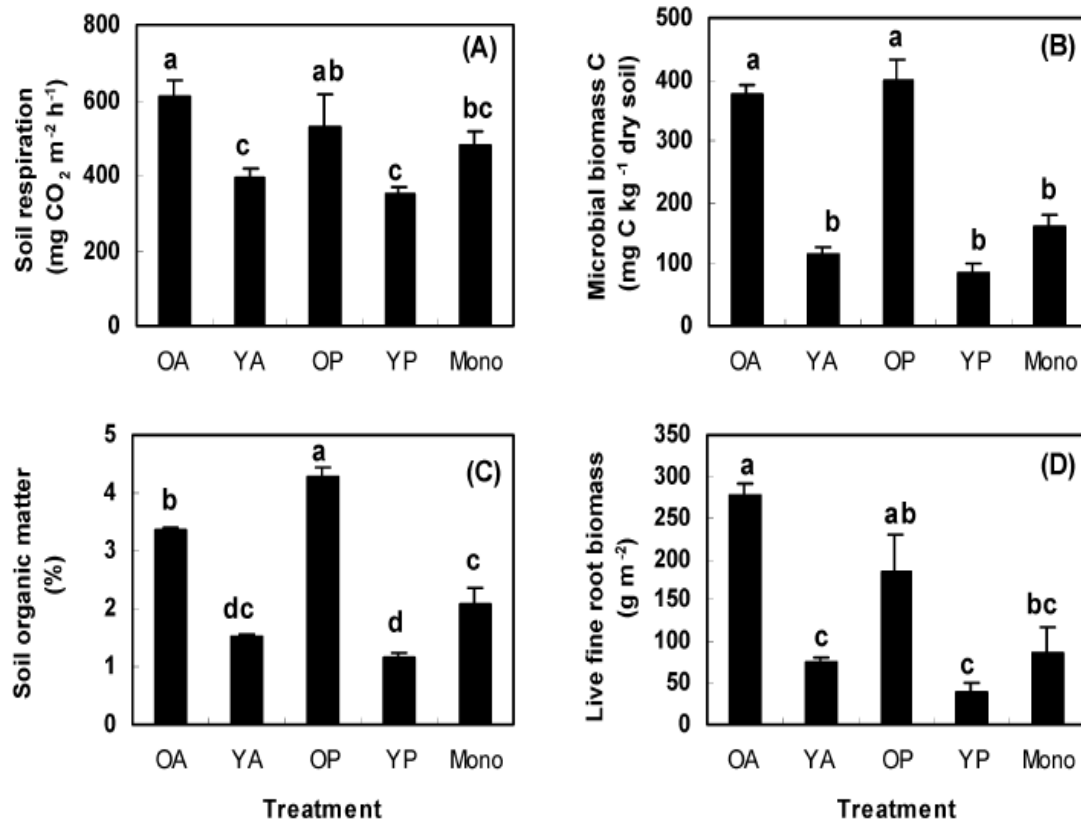 Soil respiration
(mg CO₂ m⁻² h⁻¹)
800
600
400
200
0
(A)
a
c
ab
c
bc
OA YA OP YP Mono
Microbial biomass C
(mg C kg ⁻¹ dry soil)
500
400
300
200
100
0
(B)
a
b
a
b
b
OA YA OP YP Mono
Soil organic matter
(%)
5
4
3
2
1
0
(C)
b
dc
a
d
c
OA YA OP YP Mono
Treatment
Live fine root biomass
(g m⁻²)
350
300
250
200
150
100
50
0
(D)
a
c
ab
c
bc
OA YA OP YP Mono
Treatment